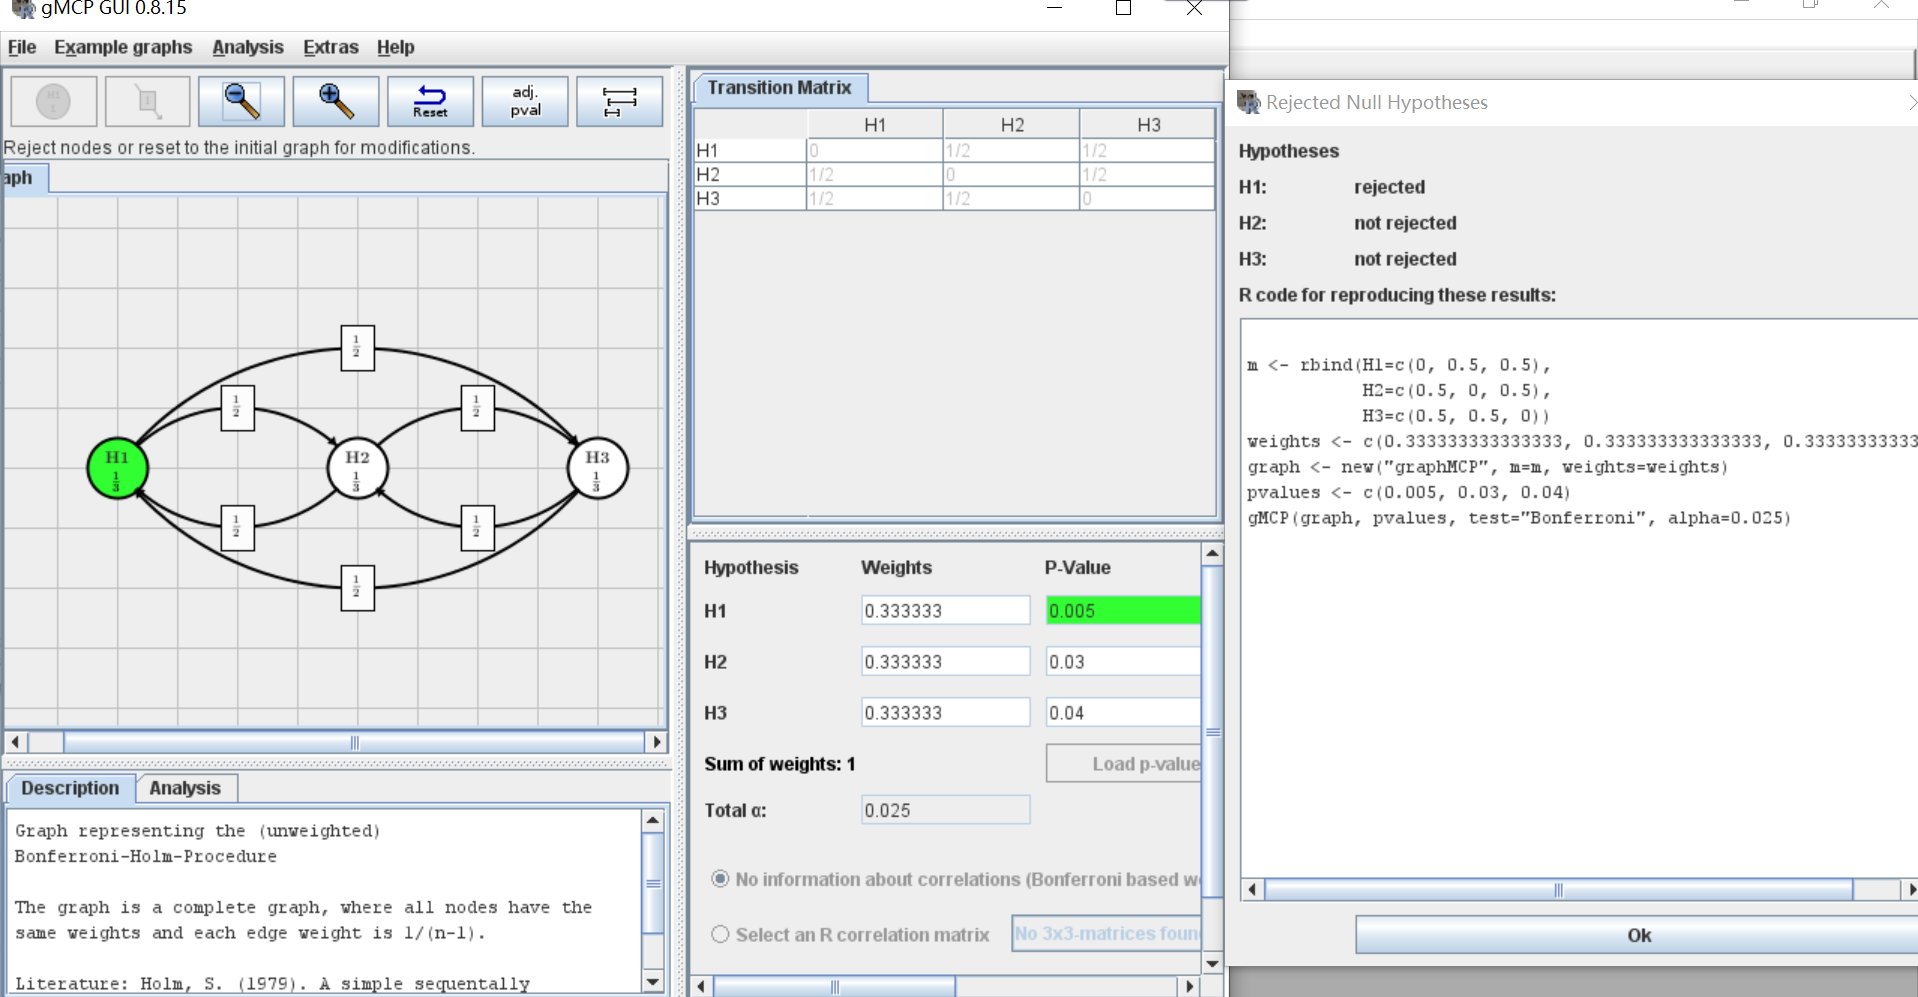 gMCP GUI 0.8.15
File Example graphs Analysis Extras Help
H1
1
1
Reset
adj.
pval
Reject nodes or reset to the initial graph for modifications.
aph
1
2
1
2
1
2
H1
1
3
H2
1
3
H3
1
3
1
2
1
2
1
2
Description Analysis
Graph representing the (unweighted)
Bonferroni-Holm-Procedure
The graph is a complete graph, where all nodes have the
same weights and each edge weight is 1/(n-1).
Literature: Holm, S. (1979). A simple sequentally
Transition Matrix
H1 H2 H3
H1 0 1/2 1/2
H2 1/2 0 1/2
H3 1/2 1/2 0
Hypothesis Weights P-Value
H1 0.333333 0.005
H2 0.333333 0.03
H3 0.333333 0.04
Sum of weights: 1 Load p-value
Total α: 0.025
No information about correlations (Bonferroni based w
Select an R correlation matrix No 3x3-matrices foun
Rejected Null Hypotheses
Hypotheses
H1: rejected
H2: not rejected
H3: not rejected
R code for reproducing these results:
m <- rbind(H1=c(0, 0.5, 0.5),
H2=c(0.5, 0, 0.5),
H3=c(0.5, 0.5, 0))
weights <- c(0.333333333333333, 0.333333333333333, 0.33333333333
graph <- new("graphMCP", m=m, weights=weights)
pvalues <- c(0.005, 0.03, 0.04)
gMCP(graph, pvalues, test="Bonferroni", alpha=0.025)
Ok